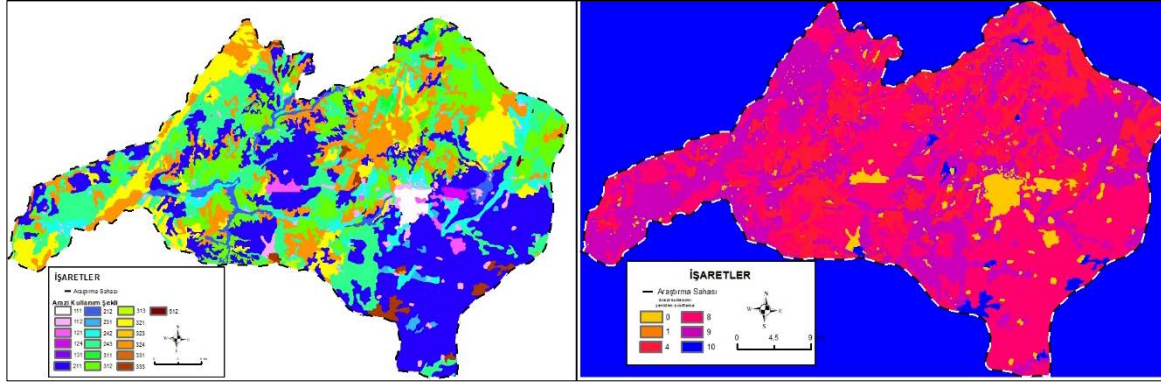 İŞARETLER
Araştırma Sahası
Arazi Kullanım Şekli
111 212 313 512
112 231 321
121 242 323
124 243 324
131 311 331
211 312 333
N
W E
S
İŞARETLER
Araştırma Sahası
0 8
1 9
4 10
N
W E
S
0 4.5 9